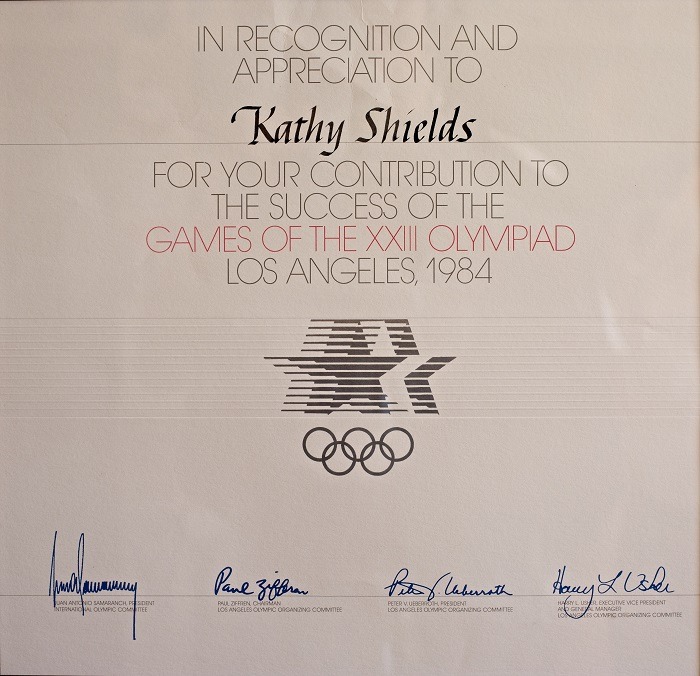 IN RECOGNITION AND
APPRECIATION TO
Kathy Shields
FOR YOUR CONTRIBUTION TO
THE SUCCESS OF THE
GAMES OF THE XXIII OLYMPIAD
LOS ANGELES, 1984
Paul Ziffren
Peter V. Ueberroth
Harry L Usher
JUAN ANTONIO SAMARANCH, PRESIDENT
INTERNATIONAL OLYMPIC COMMITTEE
PAUL ZIFFREN, CHAIRMAN
LOS ANGELES OLYMPIC ORGANIZING COMMITTEE
PETER V. UEBERROTH, PRESIDENT
LOS ANGELES OLYMPIC ORGANIZING COMMITTEE
HARRY L. USHER, EXECUTIVE VICE PRESIDENT
AND GENERAL MANAGER
LOS ANGELES OLYMPIC ORGANIZING COMMITTEE